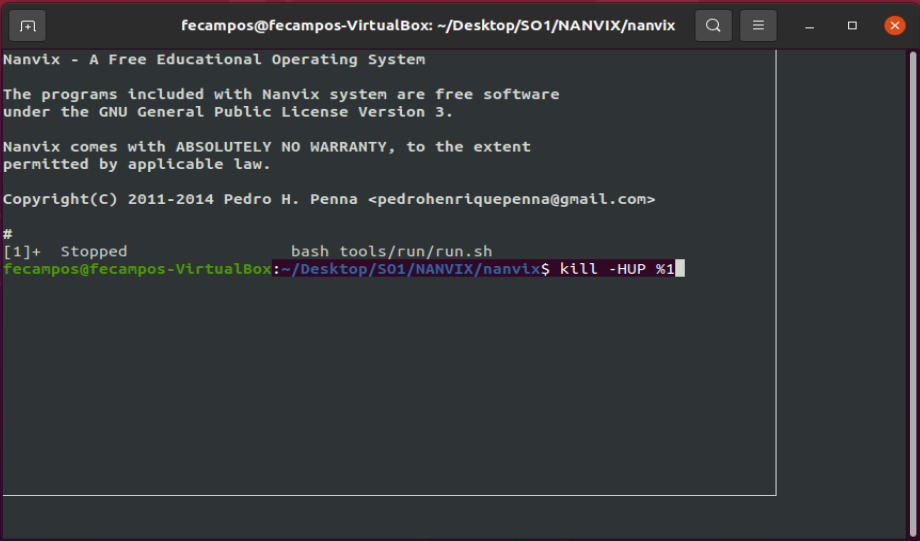 fecampos@fecampos-VirtualBox: ~/Desktop/SO1/NANVIX/nanvix
Nanvix - A Free Educational Operating System
The programs included with Nanvix system are free software
under the GNU General Public License Version 3.
Nanvix comes with ABSOLUTELY NO WARRANTY, to the extent
permitted by applicable law.
Copyright(C) 2011-2014 Pedro H. Penna <pedrohenriquepenna@gmail.com>
#
[1]+  Stopped                 bash tools/run/run.sh
fecampos@fecampos-VirtualBox:~/Desktop/SO1/NANVIX/nanvix$ kill -HUP %1